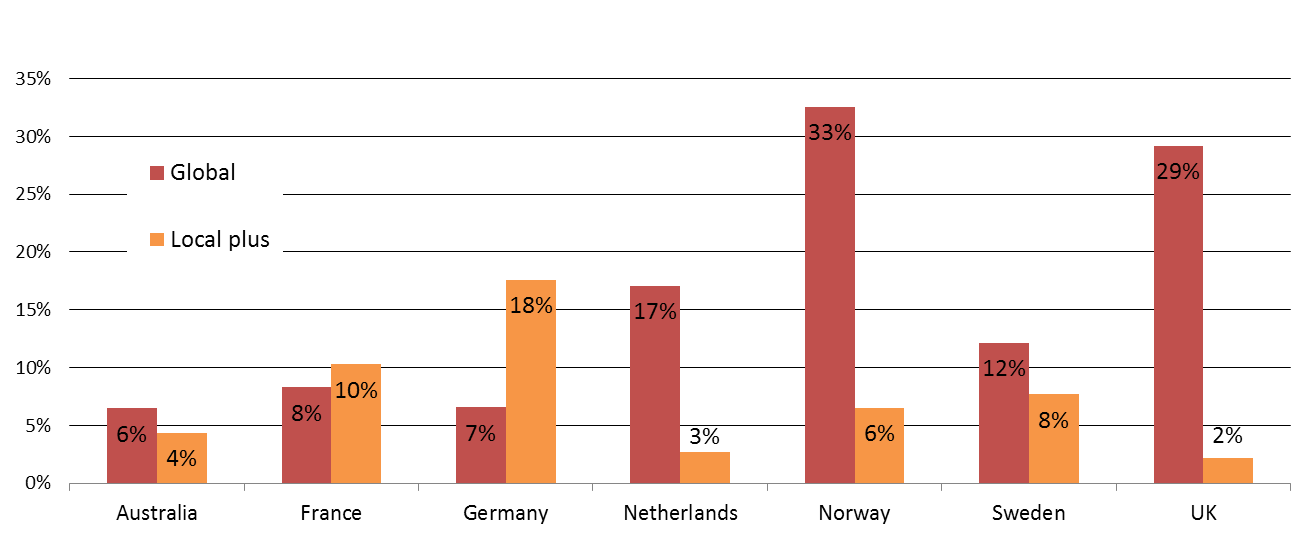 35%
30%
25%
20%
15%
10%
5%
0%
Global
Local plus
6%
4%
8%
10%
7%
18%
17%
3%
33%
6%
12%
8%
29%
2%
Australia
France
Germany
Netherlands
Norway
Sweden
UK